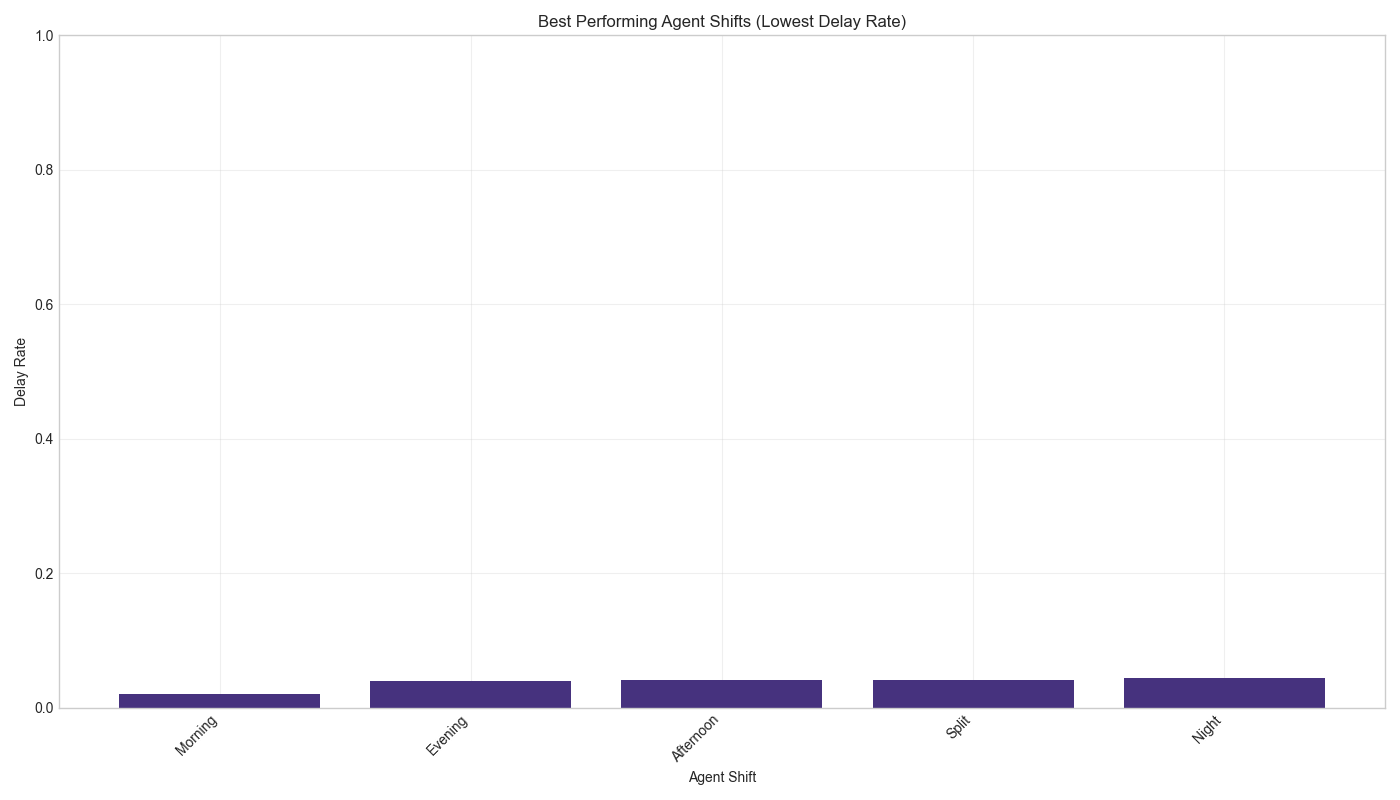 Best Performing Agent Shifts (Lowest Delay Rate)
1.0
0.8
0.6
0.4
0.2
0.0
Delay Rate
Morning
Evening
Afternoon
Split
Night
Agent Shift